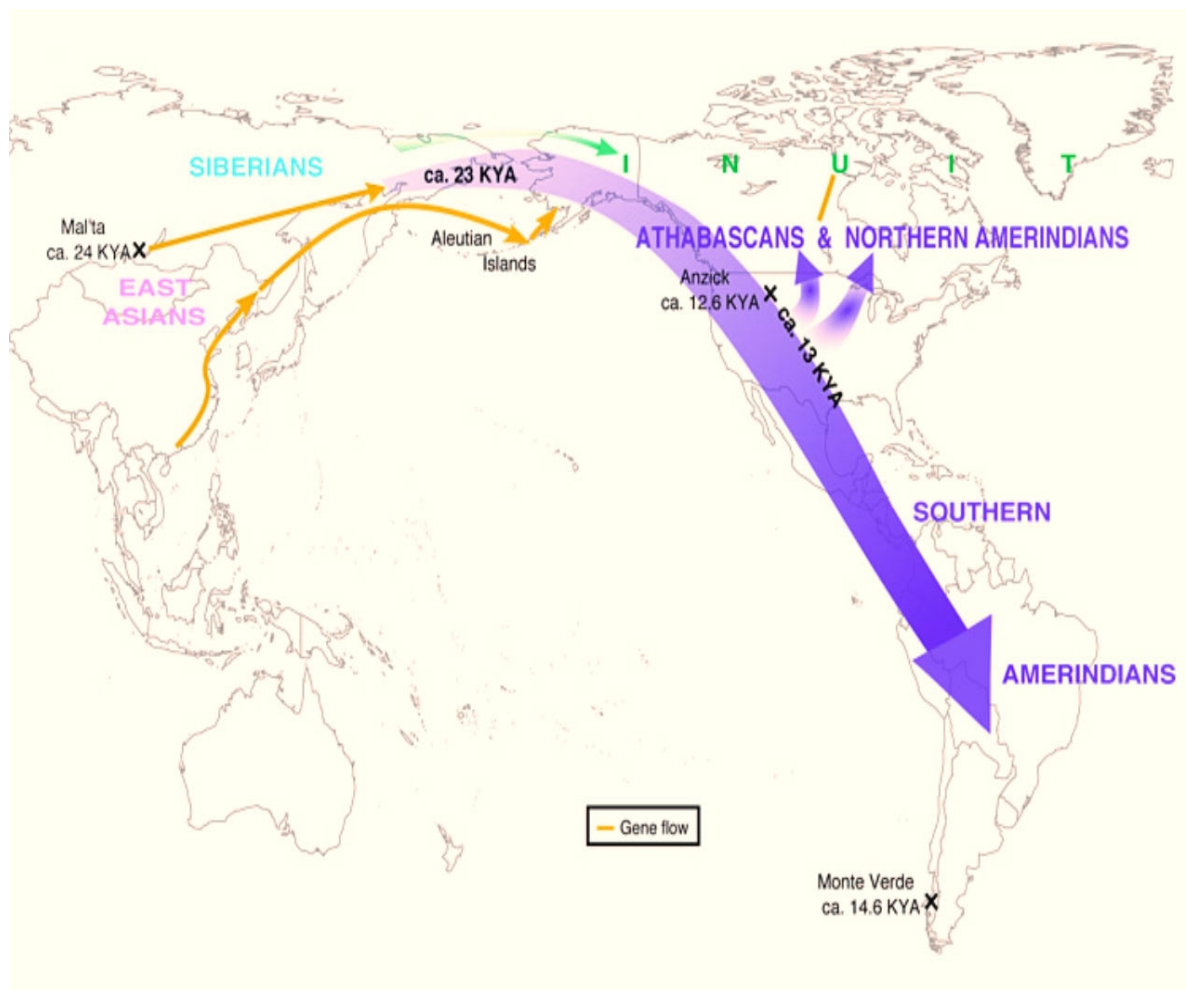 I N U I T
SIBERIANS
ca. 23 KYA
Mal'ta
ca. 24 KYA X
Aleutian
Islands
ATHABASCANS & NORTHERN AMERINDIANS
EAST
ASIANS
Anzick
ca. 12.6 KYA X
ca. 13 KYA
SOUTHERN
AMERINDIANS
Gene flow
Monte Verde
ca. 14.6 KYA X